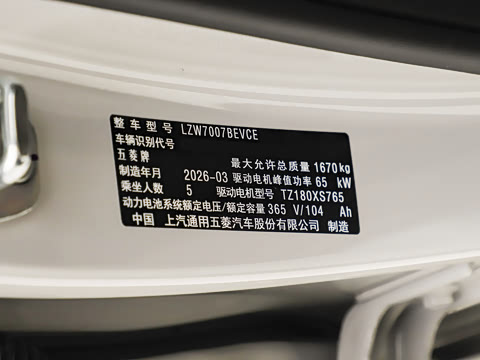 整车型号 LZW7007BEVCE
车辆识别代号
五菱牌 最大允许总质量 1670kg
制造年月 2026-03 驱动电机峰值功率 65 kW
乘坐人数 5 驱动电机型号 TZ180XS765
动力电池系统额定电压/额定容量 365 V/104 Ah
中国 上汽通用五菱汽车股份有限公司 制造